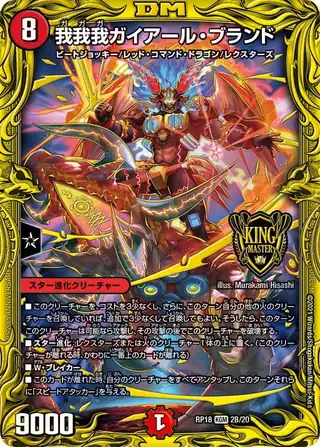 DM
8
ガ ガ ガ
我我我ガイアール・ブランド
ビートジョッキー/レッド・コマンド・ドラゴン/レクスターズ
KING
MASTER
illus. Murakami Hisashi
スター進化クリーチャー
■このクリーチャーを、コストを3少なくし、さらに、このターン自分の他の火のクリー
チャーを召喚していれば、追加で3少なくして召喚してもよい。そうしたら、このター
ン、このクリーチャーは可能なら攻撃し、その攻撃の後でこのクリーチャーを破壊する。
■スター進化:レクスターズまたは火のクリーチャー1体の上に置く。(このクリー
チャーが離れる時、かわりに一番上のカードが離れる)
■W・ブレイカー
■このカードが離れた時、自分のクリーチャーをすべてアンタップし、このターンそれら
に「スピードアタッカー」を与える。
9000
1
RP18 KGM 2B/20